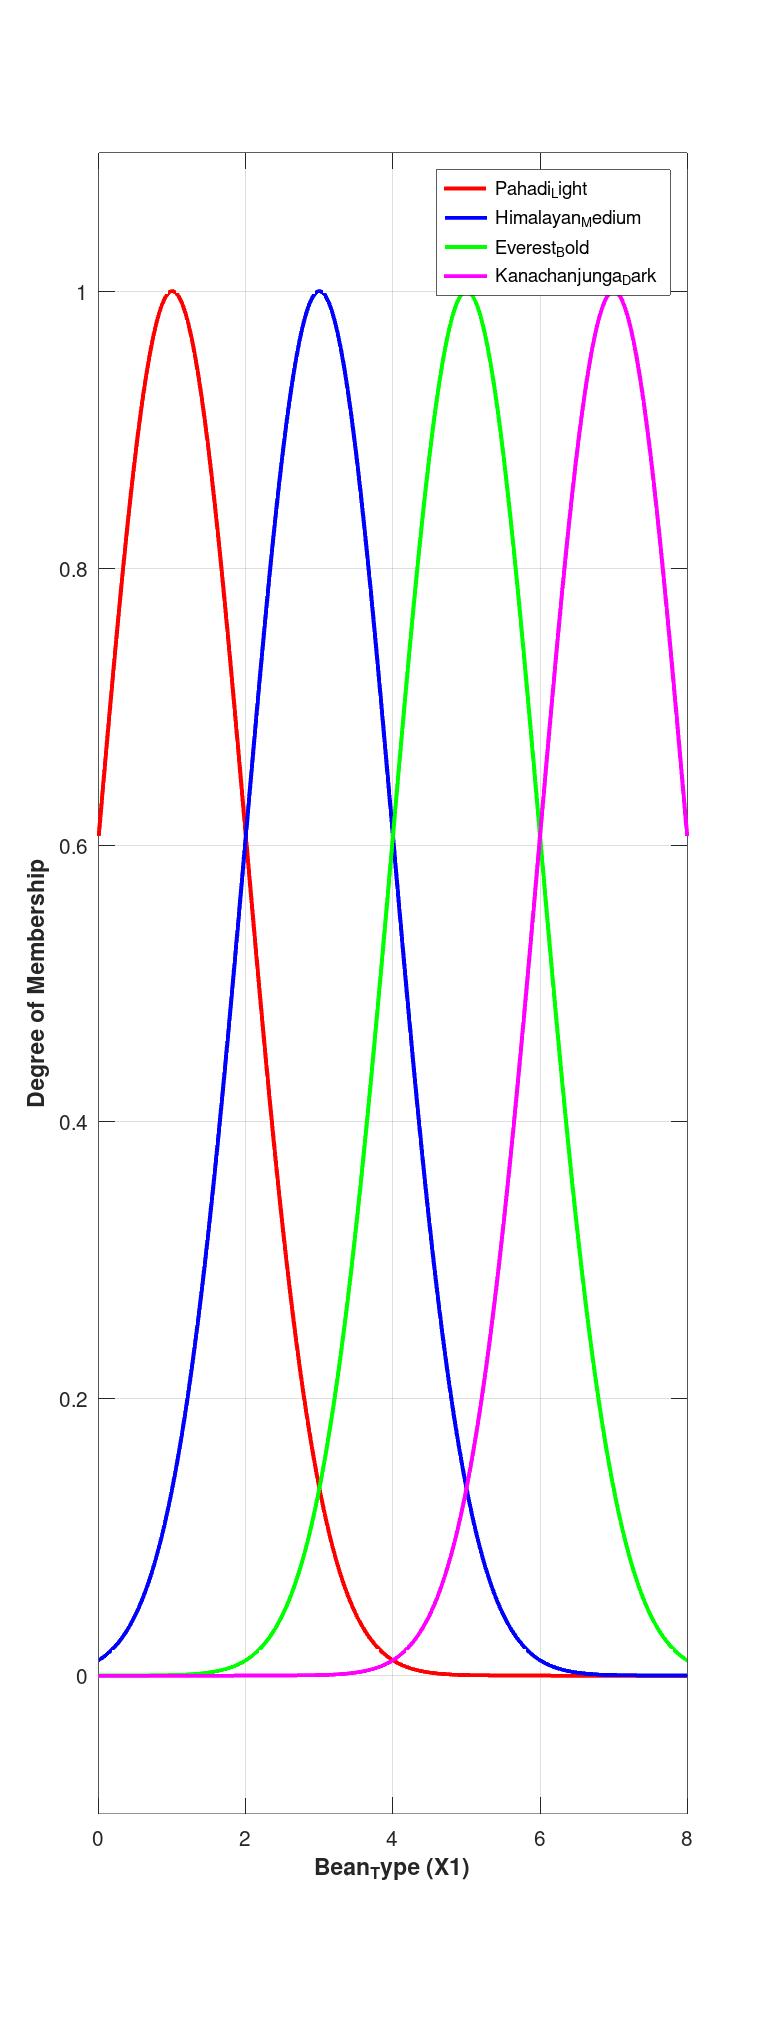 Pahadi_Light
Himalayan_Medium
Everest_Bold
Kanachanjunga_Dark
1
0.8
0.6
0.4
0.2
0
Degree of Membership
0 2 4 6 8
Bean_Type (X1)